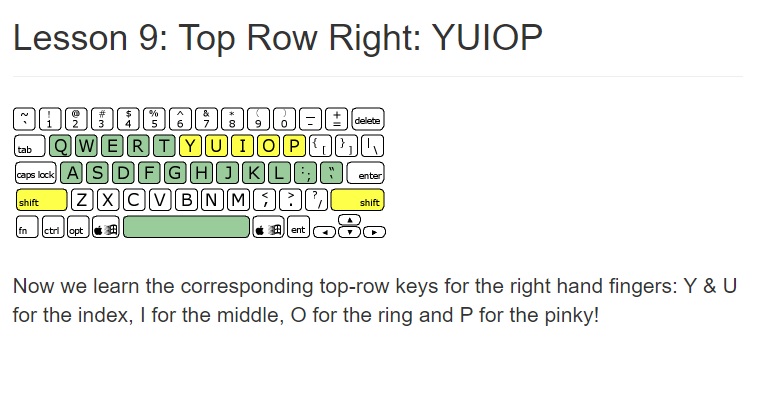 Lesson 9: Top Row Right: YUIOP
~ ` ! 1 @ 2 # 3 $ 4 % 5 ^ 6 & 7 * 8 ( 9 ) 0 _ - + = delete
tab Q W E R T Y U I O P { [ } ] | \
caps lock A S D F G H J K L : ; " ' enter
shift Z X C V B N M < , > . ? / shift
fn ctrl opt ent
Now we learn the corresponding top-row keys for the right hand fingers: Y & U
for the index, I for the middle, O for the ring and P for the pinky!